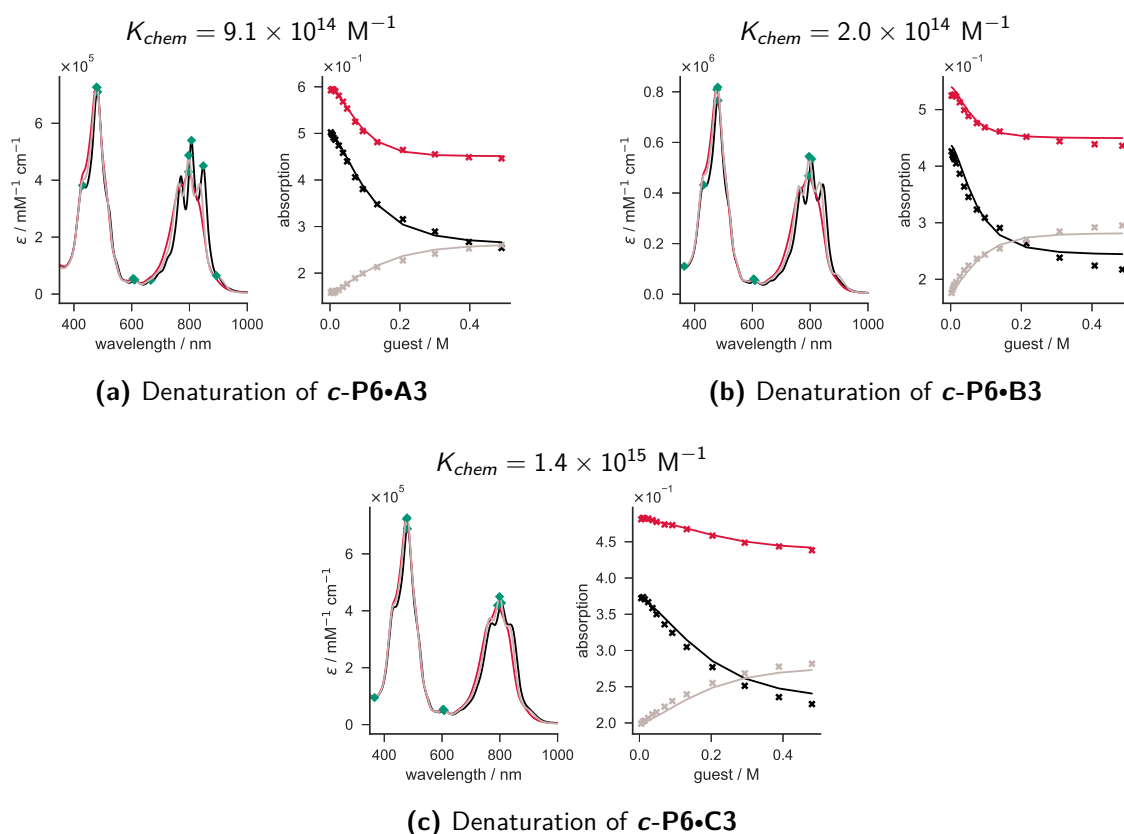 K_chem = 9.1 × 10^14 M^−1
×10^5
ε / mM^−1 cm^−1
6
4
2
0
400 600 800 1000
wavelength / nm
×10^−1
absorption
6
5
4
3
2
0.0 0.2 0.4
guest / M
(a) Denaturation of c-P6•A3
K_chem = 2.0 × 10^14 M^−1
×10^6
ε / mM^−1 cm^−1
0.8
0.6
0.4
0.2
0.0
400 600 800 1000
wavelength / nm
×10^−1
absorption
5
4
3
2
0.0 0.2 0.4
guest / M
(b) Denaturation of c-P6•B3
K_chem = 1.4 × 10^15 M^−1
×10^5
ε / mM^−1 cm^−1
6
4
2
0
400 600 800 1000
wavelength / nm
×10^−1
absorption
4.5
4.0
3.5
3.0
2.5
2.0
0.0 0.2 0.4
guest / M
(c) Denaturation of c-P6•C3